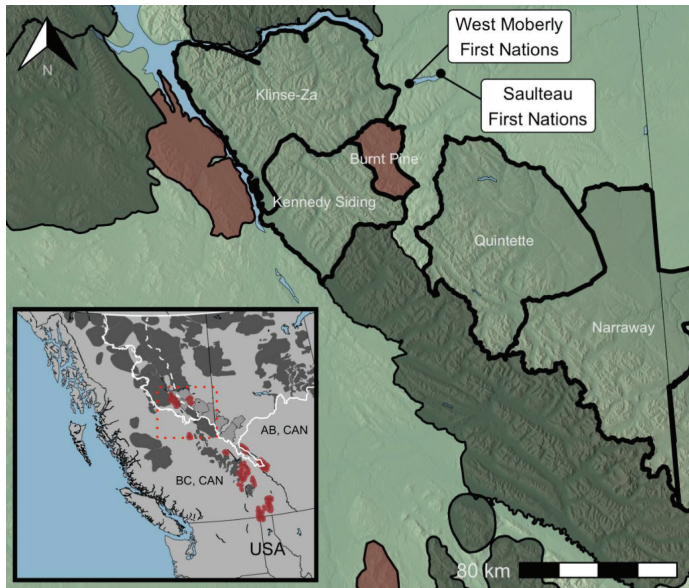 West Moberly
First Nations
N
Klinse-Za
Saulteau
First Nations
Burnt Pine
Kennedy Siding
Quintette
Narraway
AB, CAN
BC, CAN
USA
80 km